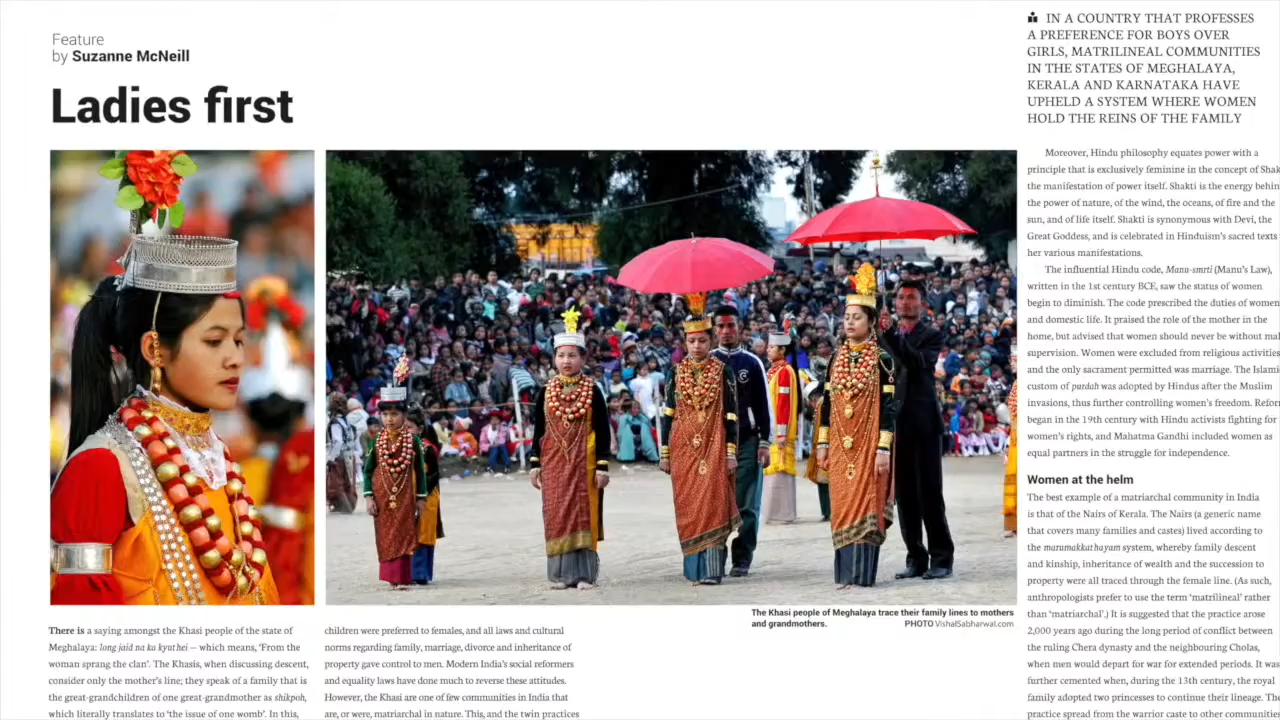 Feature
by Suzanne McNeill
Ladies first
There is a saying amongst the Khasi people of the state of
Meghalaya: long jaid na ka kynthei — which means, 'From the
woman sprang the clan'. The Khasis, when discussing descent,
consider only the mother's line; they speak of a family that is
the great-grandchildren of one great-grandmother as shikpoh,
which literally translates to 'the issue of one womb'. In this,
children were preferred to females, and all laws and cultural
norms regarding family, marriage, divorce and inheritance of
property gave control to men. Modern India's social reformers
and equality laws have done much to reverse these attitudes.
However, the Khasi are one of few communities in India that
are, or were, matriarchal in nature. This, and the twin practices
The Khasi people of Meghalaya trace their family lines to mothers
and grandmothers. PHOTO VishalSabharwal.com
IN A COUNTRY THAT PROFESSES
A PREFERENCE FOR BOYS OVER
GIRLS, MATRILINEAL COMMUNITIES
IN THE STATES OF MEGHALAYA,
KERALA AND KARNATAKA HAVE
UPHELD A SYSTEM WHERE WOMEN
HOLD THE REINS OF THE FAMILY
Moreover, Hindu philosophy equates power with a
principle that is exclusively feminine in the concept of Shak
the manifestation of power itself. Shakti is the energy behin
the power of nature, of the wind, the oceans, of fire and the
sun, and of life itself. Shakti is synonymous with Devi, the
Great Goddess, and is celebrated in Hinduism's sacred texts
her various manifestations.
The influential Hindu code, Manu-smrti (Manu's Law),
written in the 1st century BCE, saw the status of women
begin to diminish. The code prescribed the duties of women
and domestic life. It praised the role of the mother in the
home, but advised that women should never be without mal
supervision. Women were excluded from religious activities
and the only sacrament permitted was marriage. The Islami
custom of purdah was adopted by Hindus after the Muslim
invasions, thus further controlling women's freedom. Refor
began in the 19th century with Hindu activists fighting for
women's rights, and Mahatma Gandhi included women as
equal partners in the struggle for independence.
Women at the helm
The best example of a matriarchal community in India
is that of the Nairs of Kerala. The Nairs (a generic name
that covers many families and castes) lived according to
the marumakkathayam system, whereby family descent
and kinship, inheritance of wealth and the succession to
property were all traced through the female line. (As such,
anthropologists prefer to use the term 'matrilineal' rather
than 'matriarchal'.) It is suggested that the practice arose
2,000 years ago during the long period of conflict between
the ruling Chera dynasty and the neighbouring Cholas,
when men would depart for war for extended periods. It was
further cemented when, during the 13th century, the royal
family adopted two princesses to continue their lineage. The
practice spread from the warrior caste to other communities